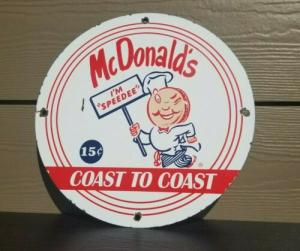 McDonald's
I'M
"SPEEDEE"
15¢
®
COAST TO COAST